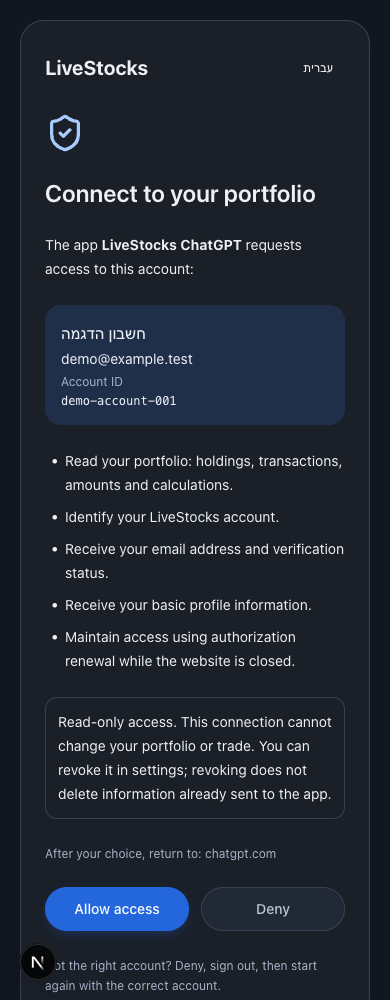 LiveStocks
עברית
Connect to your portfolio
The app LiveStocks ChatGPT requests
access to this account:
חשבון הדגמה
demo@example.test
Account ID
demo-account-001
• Read your portfolio: holdings, transactions,
amounts and calculations.
• Identify your LiveStocks account.
• Receive your email address and verification
status.
• Receive your basic profile information.
• Maintain access using authorization
renewal while the website is closed.
Read-only access. This connection cannot
change your portfolio or trade. You can
revoke it in settings; revoking does not
delete information already sent to the app.
After your choice, return to: chatgpt.com
Allow access
Deny
N
the right account? Deny, sign out, then start
again with the correct account.